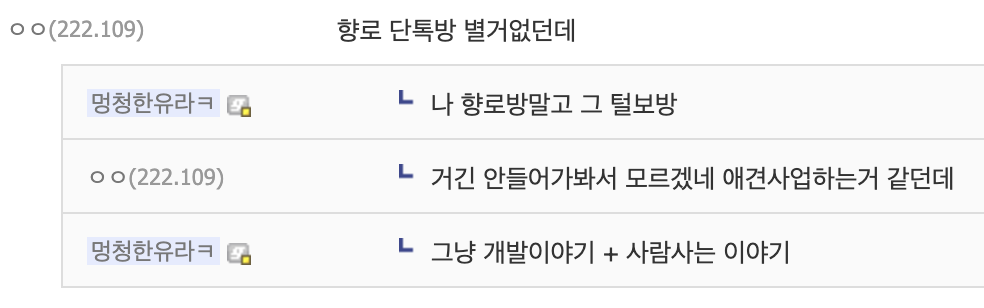 ㅇㅇ(222.109) 향로 단톡방 별거없던데
멍청한유라ㅋ ┗ 나 향로방말고 그 털보방
ㅇㅇ(222.109) ┗ 거긴 안들어가봐서 모르겠네 애견사업하는거 같던데
멍청한유라ㅋ ┗ 그냥 개발이야기 + 사람사는 이야기